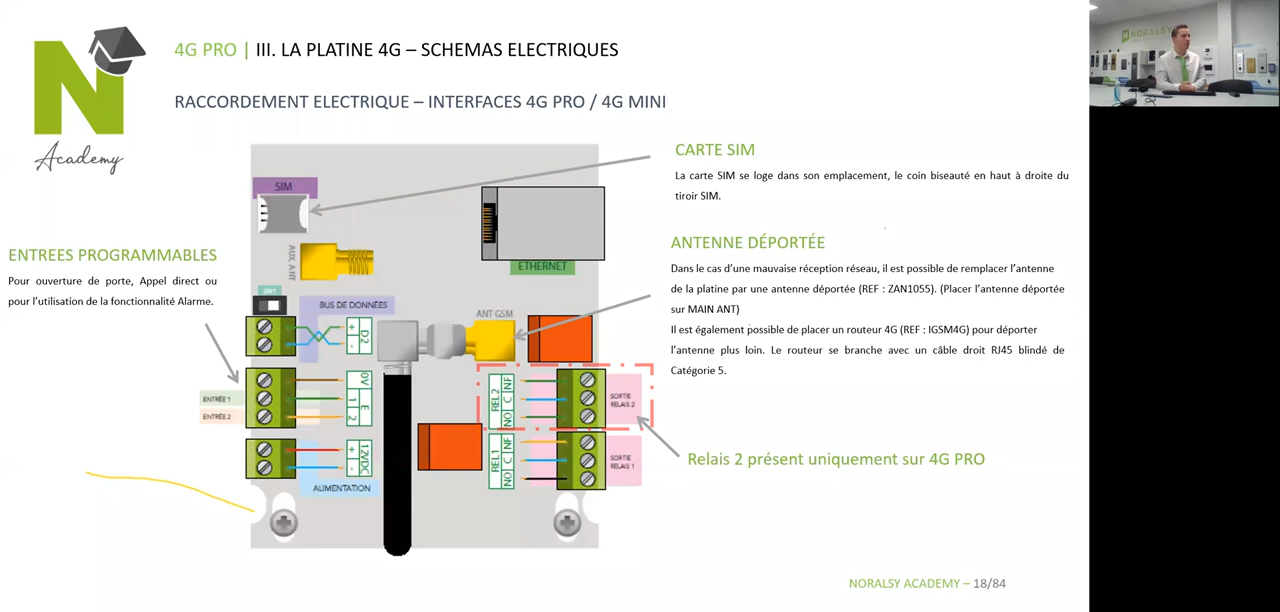 N
Academy
4G PRO | III. LA PLATINE 4G – SCHEMAS ELECTRIQUES
RACCORDEMENT ELECTRIQUE – INTERFACES 4G PRO / 4G MINI
NORALSY
CARTE SIM
La carte SIM se loge dans son emplacement, le coin biseauté en haut à droite du
tiroir SIM.
SIM
AUX ANT
ETHERNET
ENTREES PROGRAMMABLES
Pour ouverture de porte, Appel direct ou
pour l’utilisation de la fonctionnalité Alarme.
ANTENNE DÉPORTÉE
Dans le cas d’une mauvaise réception réseau, il est possible de remplacer l’antenne
de la platine par une antenne déportée (REF : ZAN1055). (Placer l’antenne déportée
sur MAIN ANT)
Il est également possible de placer un routeur 4G (REF : IGSM4G) pour déporter
l’antenne plus loin. Le routeur se branche avec un câble droit RJ45 blindé de
Catégorie 5.
SW1
BUS DE DONNÉES
+ D2 -
ANT GSM
ENTRÉE 1
ENTRÉE 2
0V
E
1
2
REL2
NF
C
NO
SORTIE
RELAIS 2
+ 12VDC -
ALIMENTATION
REL1
NF
C
NO
SORTIE
RELAIS 1
Relais 2 présent uniquement sur 4G PRO
NORALSY ACADEMY – 18/84